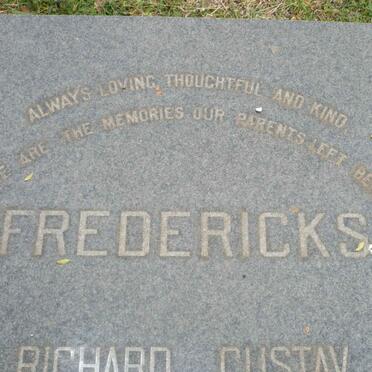 ALWAYS LOVING, THOUGHTFUL AND KIND,
ARE THE MEMORIES OUR PARENTS LEFT
FREDERICKS
RICHARD GUSTAV